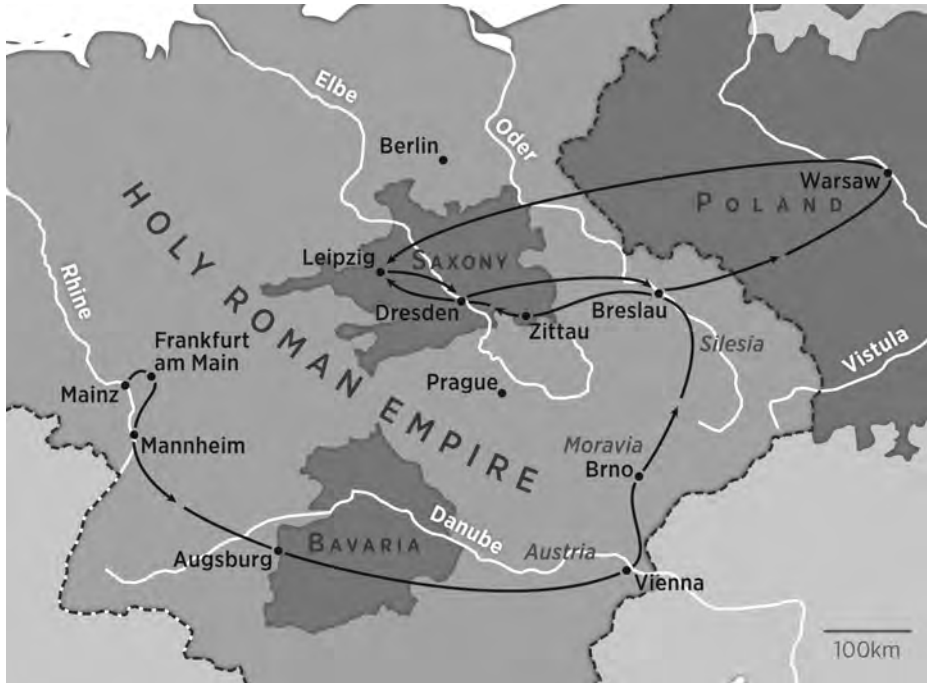 Elbe
Oder
Berlin
Warsaw
POLAND
HOLY ROMAN EMPIRE
Leipzig
SAXONY
Rhine
Dresden
Zittau
Breslau
Silesia
Vistula
Frankfurt
am Main
Mainz
Prague
Mannheim
Moravia
Brno
Danube
Augsburg
BAVARIA
Austria
Vienna
100km